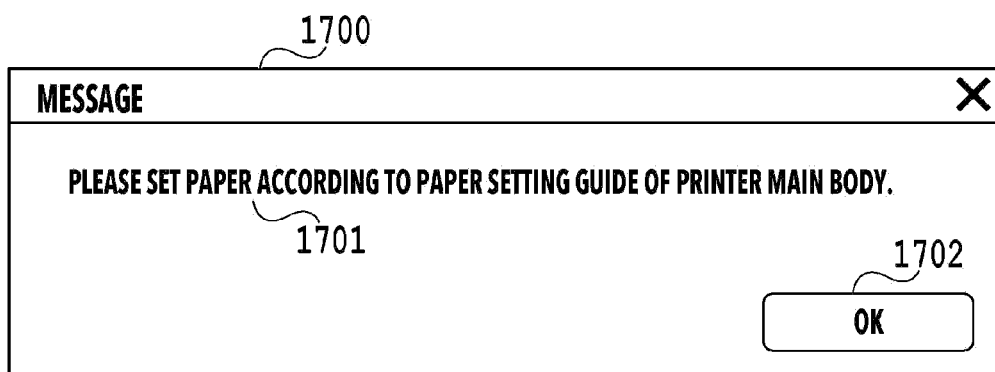 1700
MESSAGE
PLEASE SET PAPER ACCORDING TO PAPER SETTING GUIDE OF PRINTER MAIN BODY.
1701
1702
OK